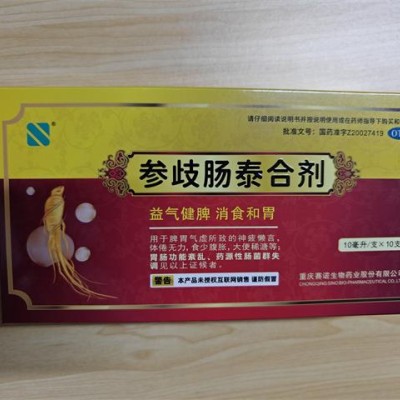 请仔细阅读说明书并按说明使用或在药师指导下购买和
批准文号：国药准字Z20027419
参歧肠泰合剂
益气健脾 消食和胃
用于脾胃气虚所致的神疲懒言，
体倦无力，食少腹胀，大便稀溏等；
胃肠功能紊乱、药源性肠菌群失
调见以上证候者。
10毫升/支×10支
警告 本产品未授权互联网销售 谨防假冒
重庆赛诺生物药业股份有限公